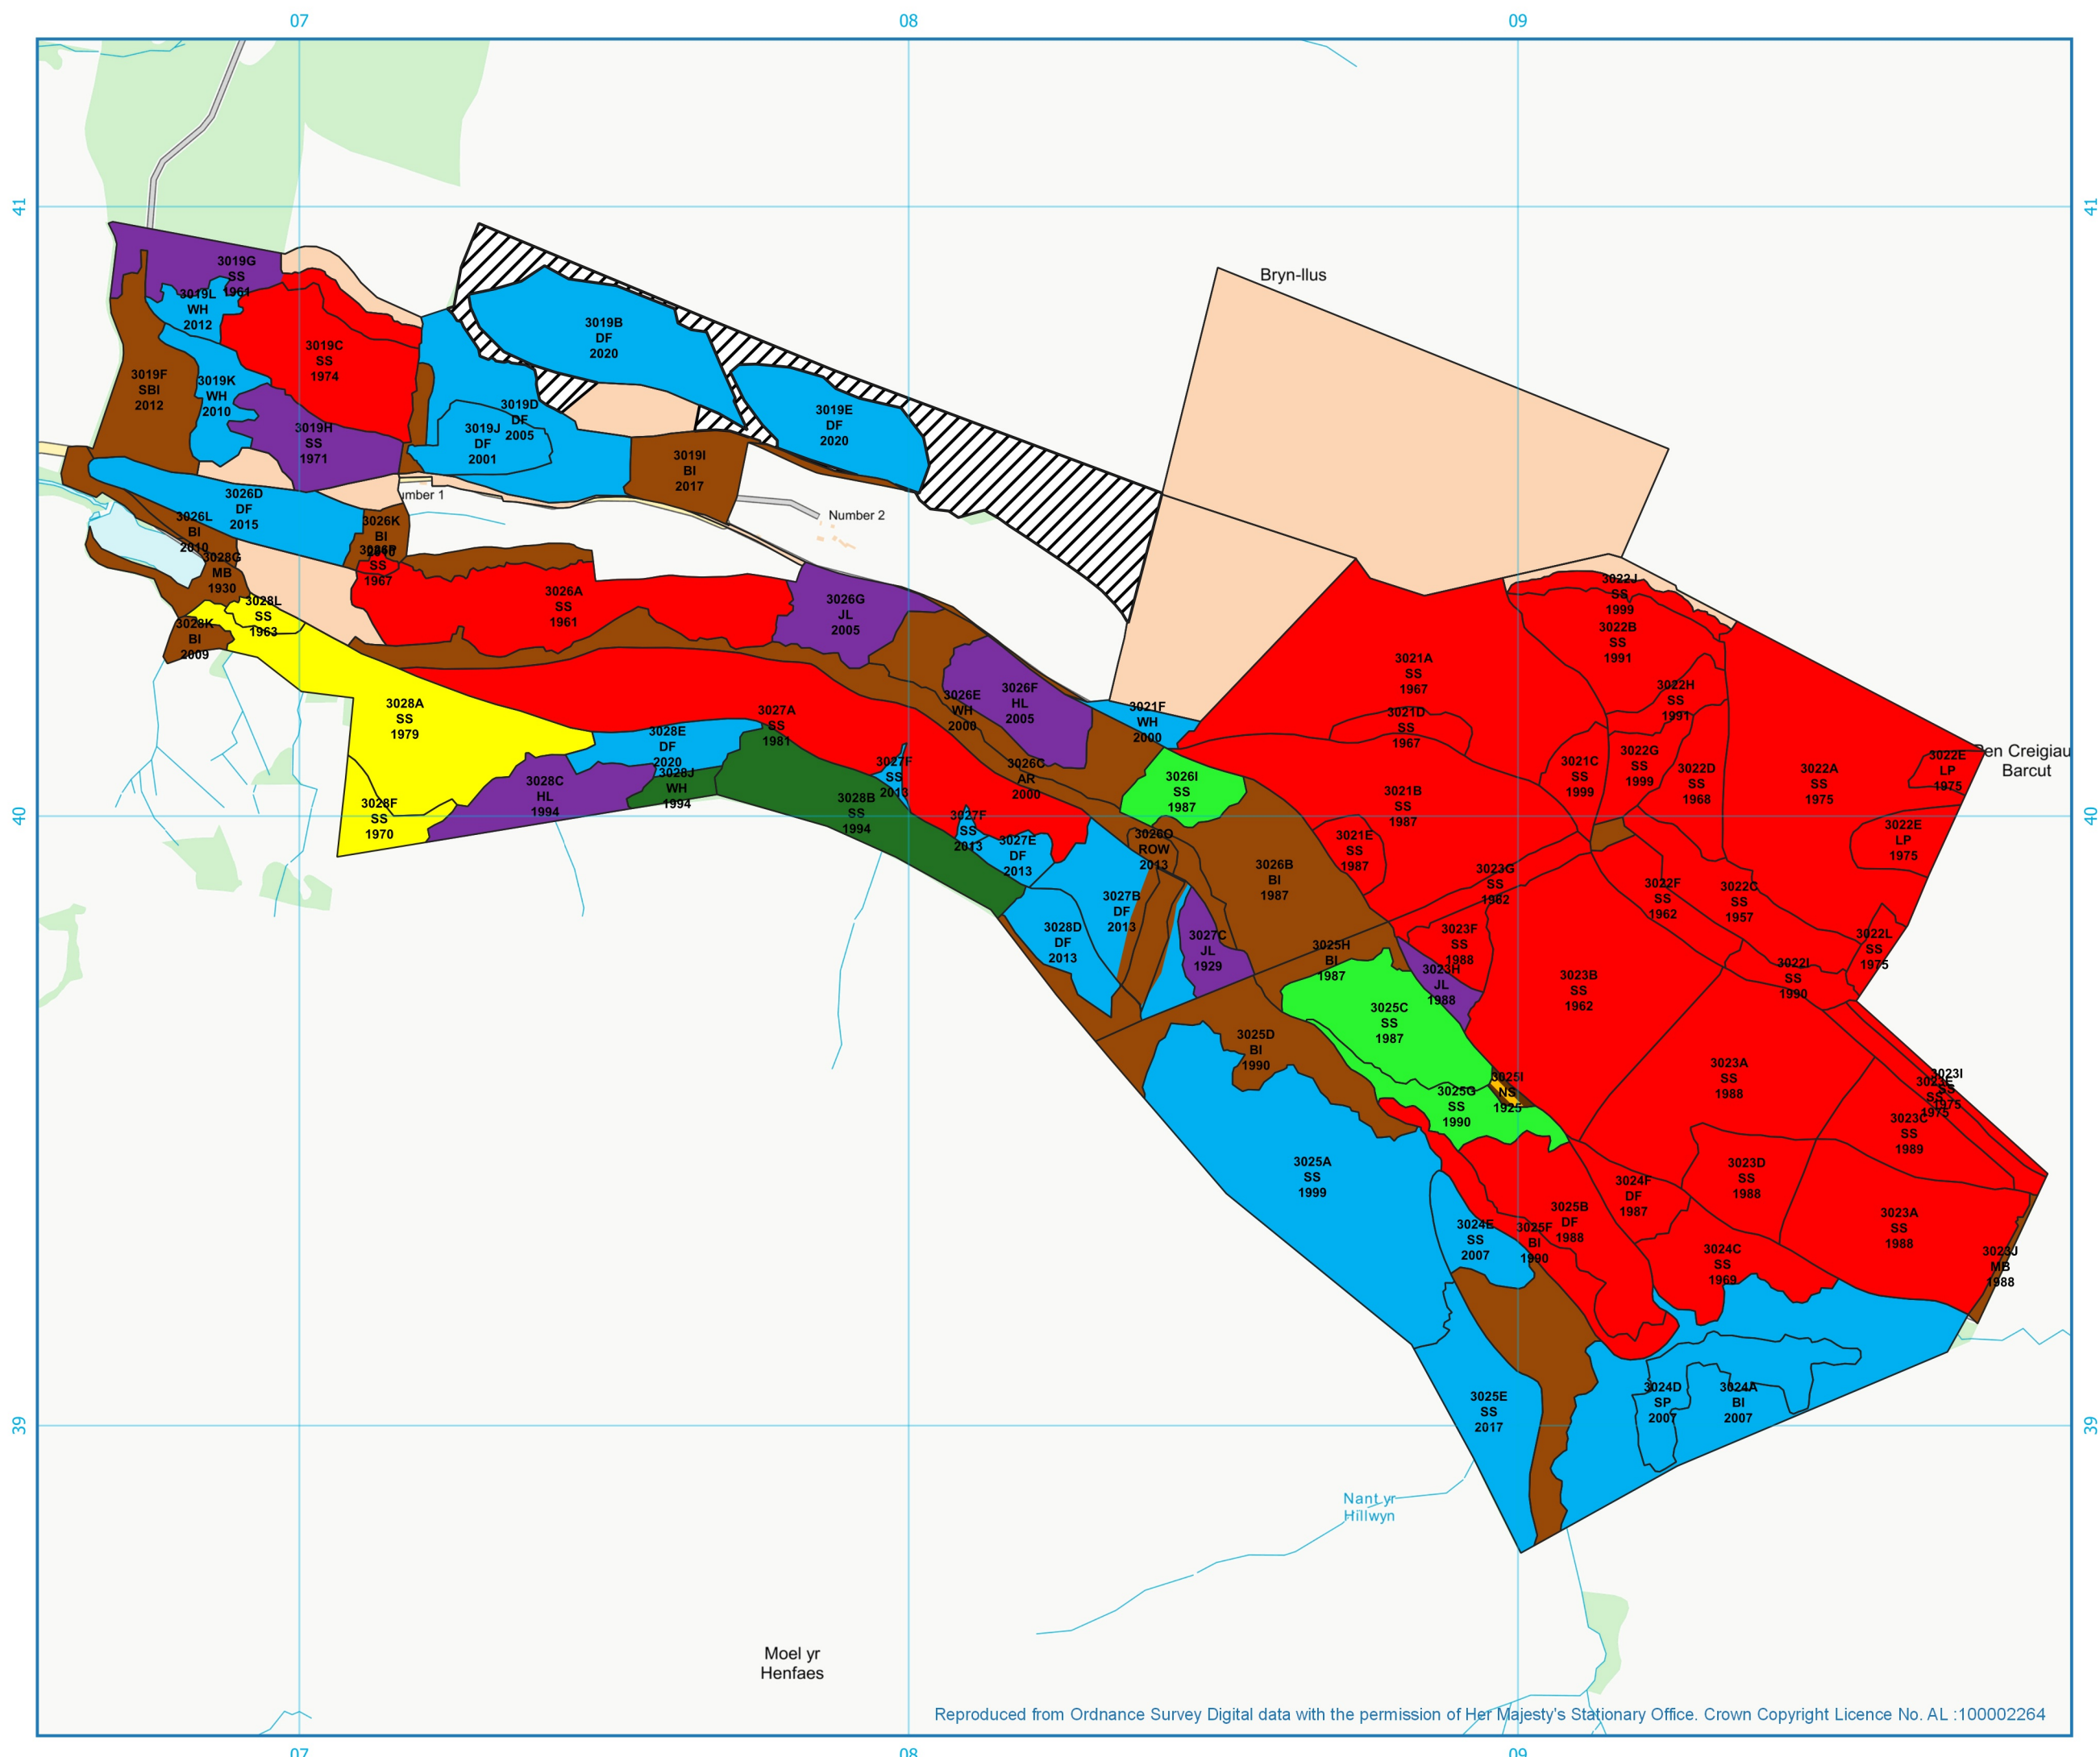 07
08
09
41
41
Bryn-llus
3019G
SS
1961
3019L
WH
2012
3019B
DF
2020
3019C
SS
1974
3019F
SBI
2012
3019K
WH
2010
3019D
DF
2005
3019E
DF
2020
3019H
SS
1971
3019J
DF
2001
3019I
BI
2017
umber 1
Number 2
3026D
DF
2015
3026L
BI
2010
3026K
BI
SS
1967
3028G
MB
1930
3028L
SS
1963
3028K
BI
2009
3026A
SS
1961
3026G
JL
2005
3022J
SS
1999
3022B
SS
1991
3021A
SS
1967
3022H
SS
1991
3026E
WH
2000
3026F
HL
2005
3021F
WH
2000
3021D
SS
1967
3028A
SS
1979
3027A
SS
1981
3028E
DF
2020
3028J
WH
1994
3028C
HL
1994
3028F
SS
1970
3028B
SS
1994
3027F
SS
2013
3026C
AR
2000
3026I
SS
1987
3021B
SS
1987
3021C
SS
1999
3022G
SS
1999
3022D
SS
1968
3022A
SS
1975
3022E
LP
1975
Pen Creigiau
Barcut
40
40
3027F
SS
2013
3027E
DF
2013
3026O
ROW
2013
3021E
SS
1987
3022E
LP
1975
3026B
BI
1987
3023G
SS
1962
3022F
SS
1962
3022C
SS
1957
3027B
DF
2013
3028D
DF
2013
3027C
JL
1929
3025H
BI
1987
3023F
SS
1988
3023H
JL
1988
3023B
SS
1962
3022I
SS
1990
3022L
SS
1975
3025C
SS
1987
3025D
BI
1990
3025G
SS
1990
3025I
NS
1925
3023A
SS
1988
3023I
SS
1975
3023E
SS
1975
3023C
SS
1989
3025A
SS
1999
3023D
SS
1988
3024F
DF
1987
3025B
DF
1988
3025F
BI
1990
3024E
SS
2007
3023A
SS
1988
3024C
SS
1969
3023J
MB
1988
3025E
SS
2017
3024D
SP
2007
3024A
BI
2007
39
39
Nant yr
Hillwyn
Moel yr
Henfaes
Reproduced from Ordnance Survey Digital data with the permission of Her Majesty's Stationary Office. Crown Copyright Licence No. AL :100002264
07
08
09